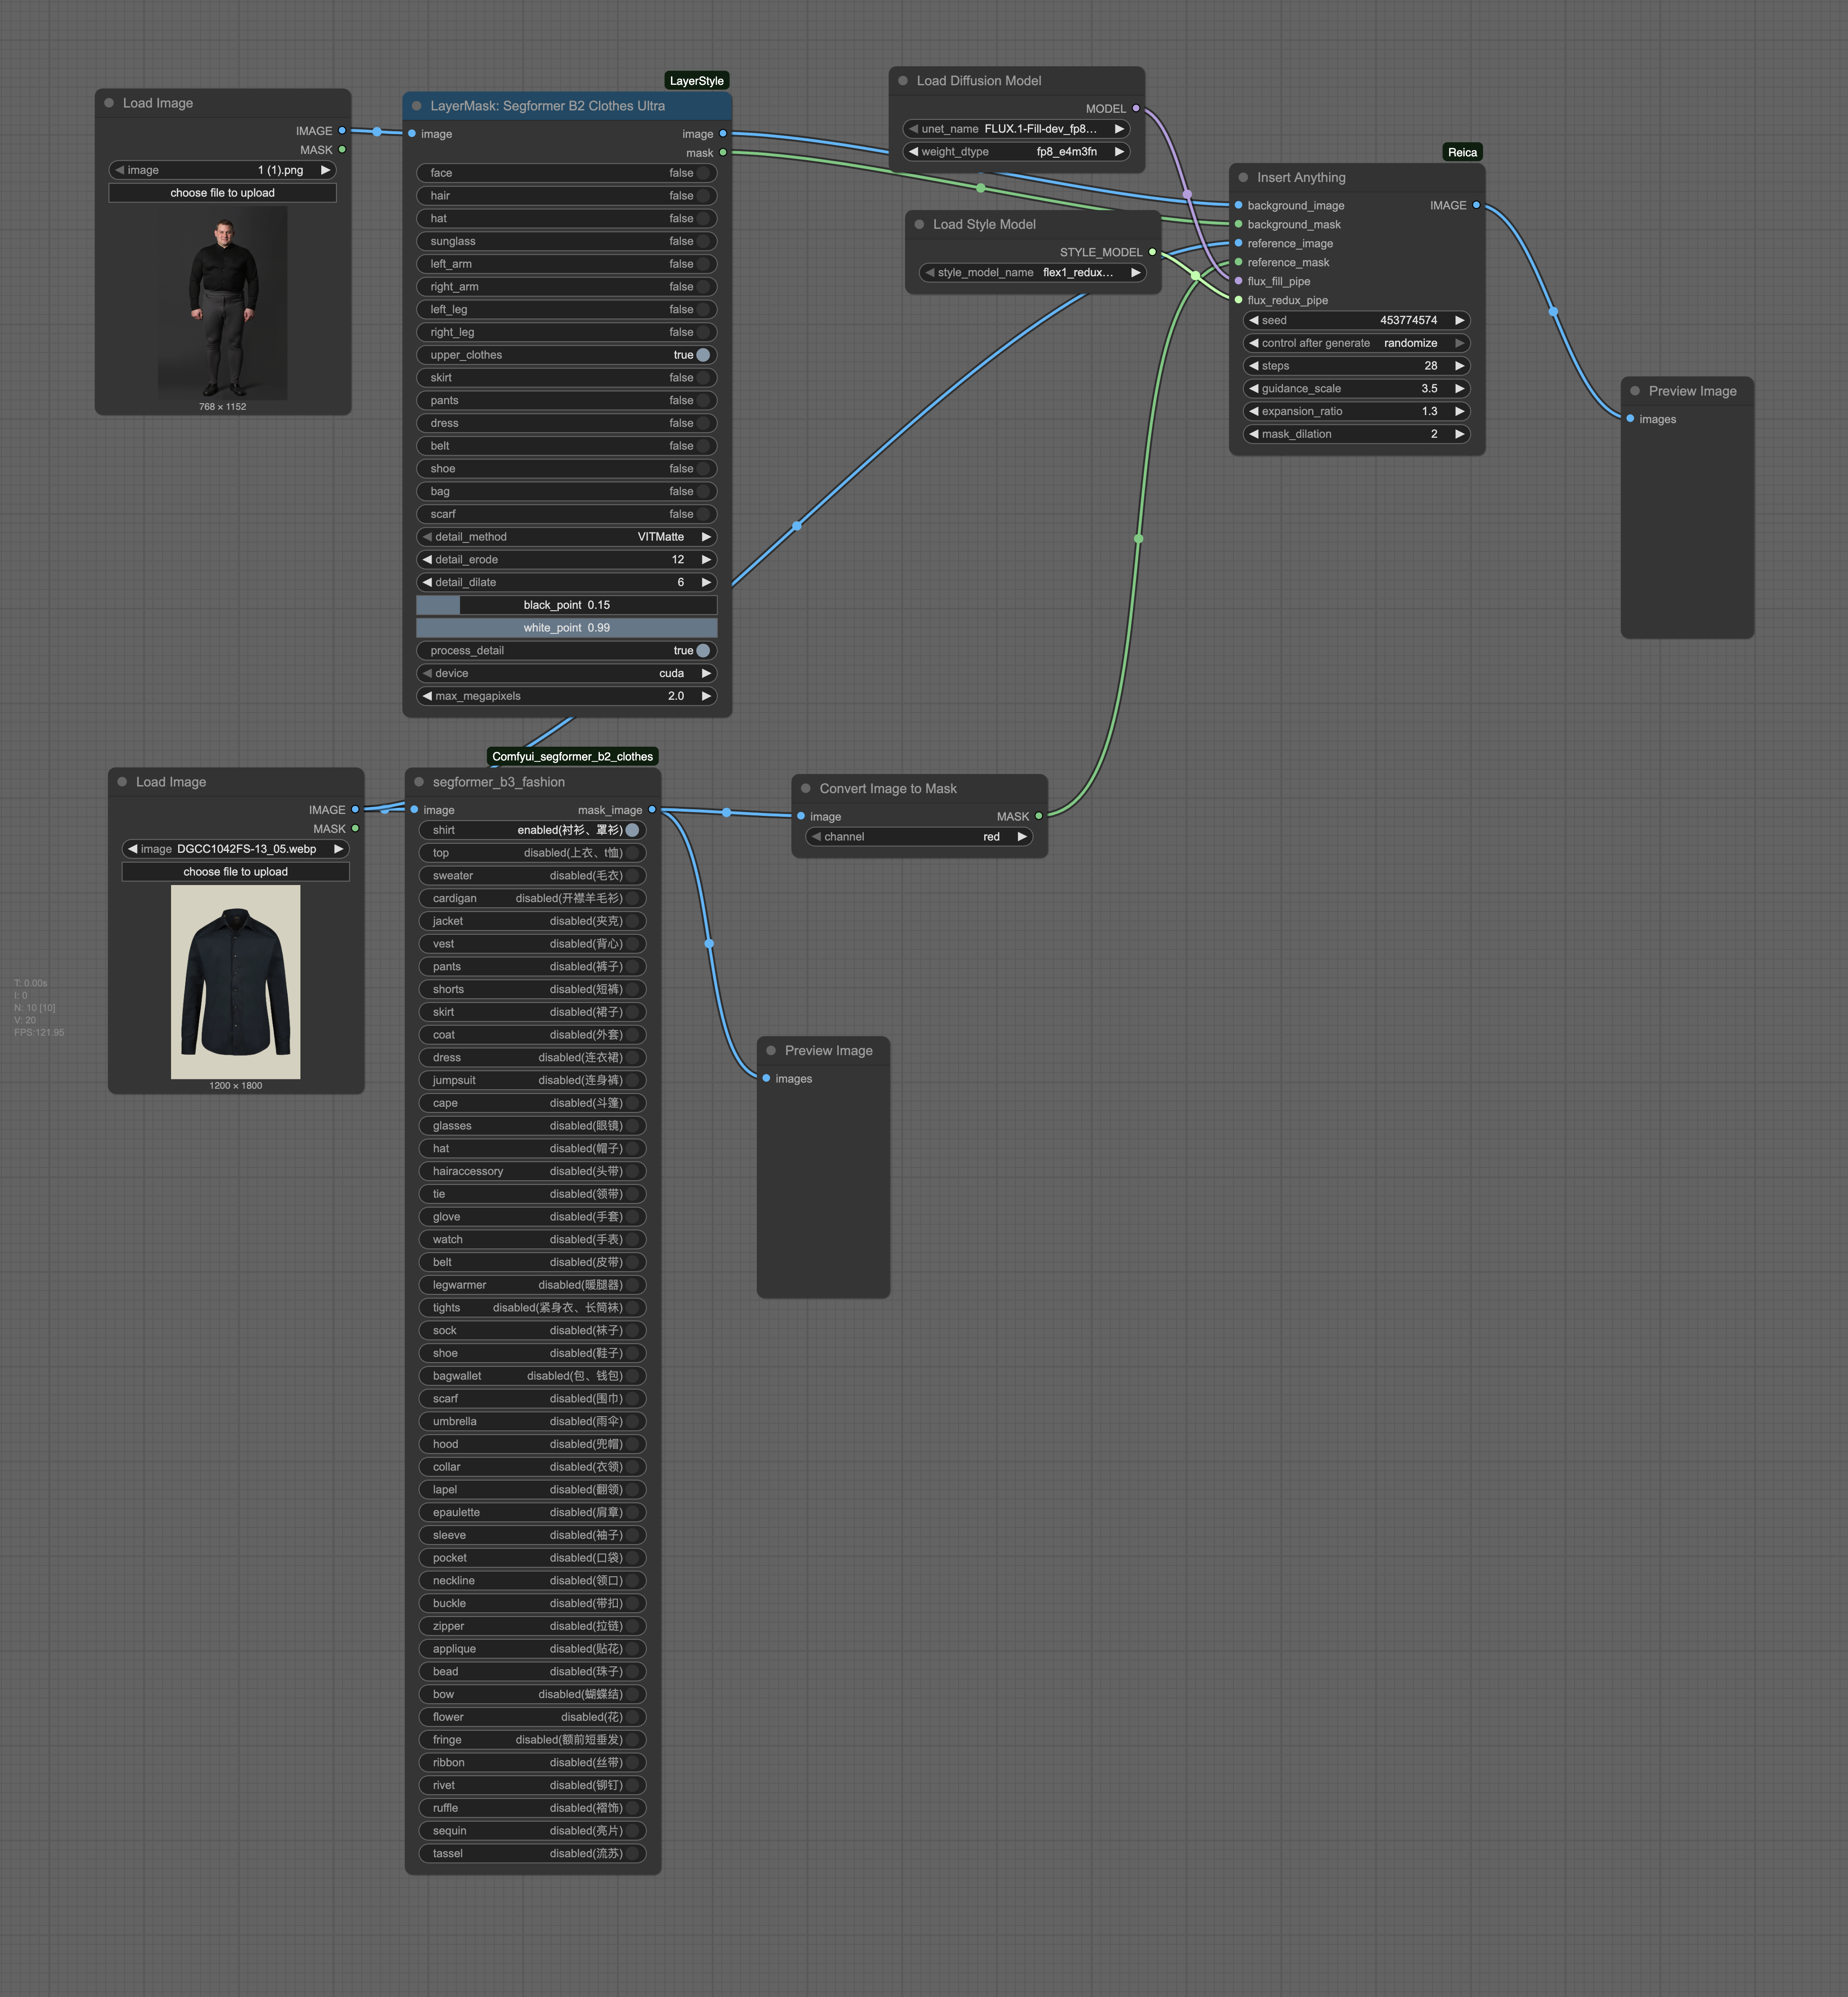 Load Image
IMAGE
MASK
image 1 (1).png
choose file to upload
768 × 1152
LayerStyle
LayerMask: Segformer B2 Clothes Ultra
image image
mask
face false
hair false
hat false
sunglass false
left_arm false
right_arm false
left_leg false
right_leg false
upper_clothes true
skirt false
pants false
dress false
belt false
shoe false
bag false
scarf false
detail_method VITMatte
detail_erode 12
detail_dilate 6
black_point 0.15
white_point 0.99
process_detail true
device cuda
max_megapixels 2.0
Load Diffusion Model
MODEL
unet_name FLUX.1-Fill-dev_fp8...
weight_dtype fp8_e4m3fn
Load Style Model
STYLE_MODEL
style_model_name flex1_redux...
Reica
Insert Anything
background_image IMAGE
background_mask
reference_image
reference_mask
flux_fill_pipe
flux_redux_pipe
seed 453774574
control after generate randomize
steps 28
guidance_scale 3.5
expansion_ratio 1.3
mask_dilation 2
Preview Image
images
Load Image
IMAGE
MASK
image DGCC1042FS-13_05.webp
choose file to upload
1200 × 1800
T: 0.00s
I: 0
N: 10 [10]
V: 20
FPS:121.95
Comfyui_segformer_b2_clothes
segformer_b3_fashion
image mask_image
shirt enabled(衬衫、罩衫)
top disabled(上衣、t恤)
sweater disabled(毛衣)
cardigan disabled(开襟羊毛衫)
jacket disabled(夹克)
vest disabled(背心)
pants disabled(裤子)
shorts disabled(短裤)
skirt disabled(裙子)
coat disabled(外套)
dress disabled(连衣裙)
jumpsuit disabled(连身裤)
cape disabled(斗篷)
glasses disabled(眼镜)
hat disabled(帽子)
hairaccessory disabled(头带)
tie disabled(领带)
glove disabled(手套)
watch disabled(手表)
belt disabled(皮带)
legwarmer disabled(暖腿器)
tights disabled(紧身衣、长筒袜)
sock disabled(袜子)
shoe disabled(鞋子)
bagwallet disabled(包、钱包)
scarf disabled(围巾)
umbrella disabled(雨伞)
hood disabled(兜帽)
collar disabled(衣领)
lapel disabled(翻领)
epaulette disabled(肩章)
sleeve disabled(袖子)
pocket disabled(口袋)
neckline disabled(领口)
buckle disabled(带扣)
zipper disabled(拉链)
applique disabled(贴花)
bead disabled(珠子)
bow disabled(蝴蝶结)
flower disabled(花)
fringe disabled(额前短垂发)
ribbon disabled(丝带)
rivet disabled(铆钉)
ruffle disabled(褶饰)
sequin disabled(亮片)
tassel disabled(流苏)
Convert Image to Mask
image MASK
channel red
Preview Image
images